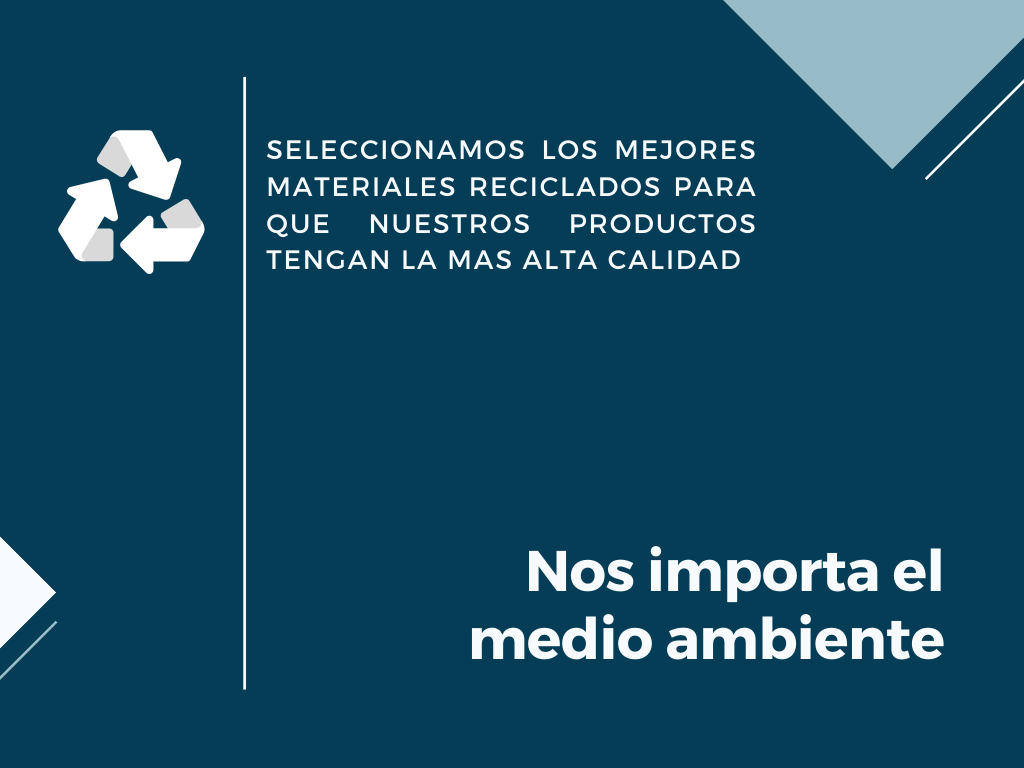 SELECCIONAMOS LOS MEJORES
MATERIALES RECICLADOS PARA
QUE NUESTROS PRODUCTOS
TENGAN LA MAS ALTA CALIDAD
Nos importa el
medio ambiente